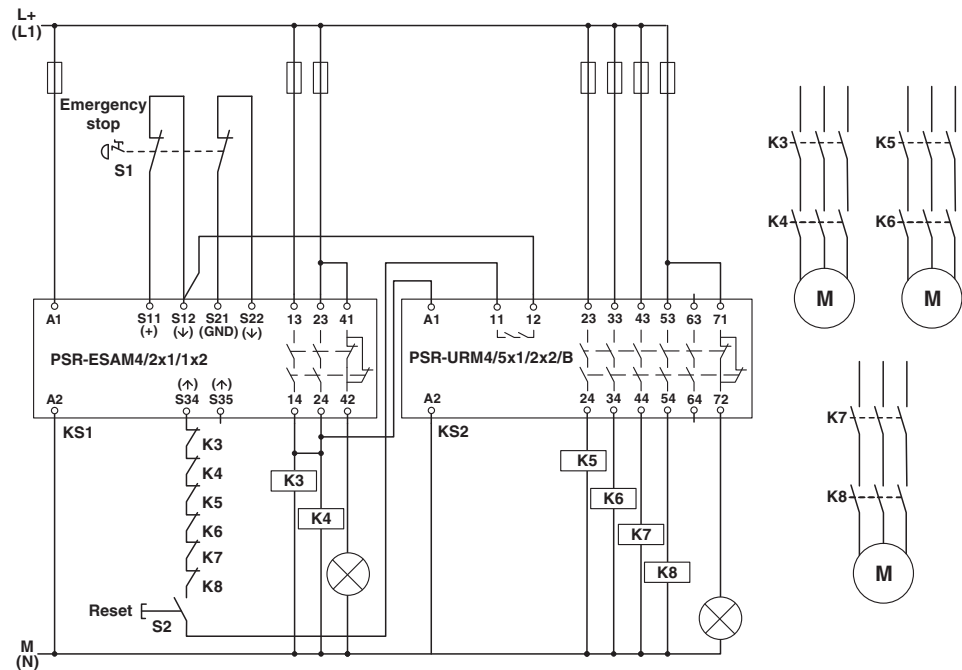 L+
(L1)
Emergency
stop
S1
K3
K5
K4
K6
M
M
A1
S11
(+)
S12
(↓)
S21
(GND)
S22
(↓)
13
23
41
A1
11
12
23
33
43
53
63
71
PSR-ESAM4/2x1/1x2
PSR-URM4/5x1/2x2/B
(↑)
S34
(↑)
S35
A2
14
24
42
A2
24
34
44
54
64
72
KS1
KS2
K3
K4
K5
K6
K7
K8
K3
K4
K5
K6
K7
K8
K7
K8
M
Reset
S2
M
(N)